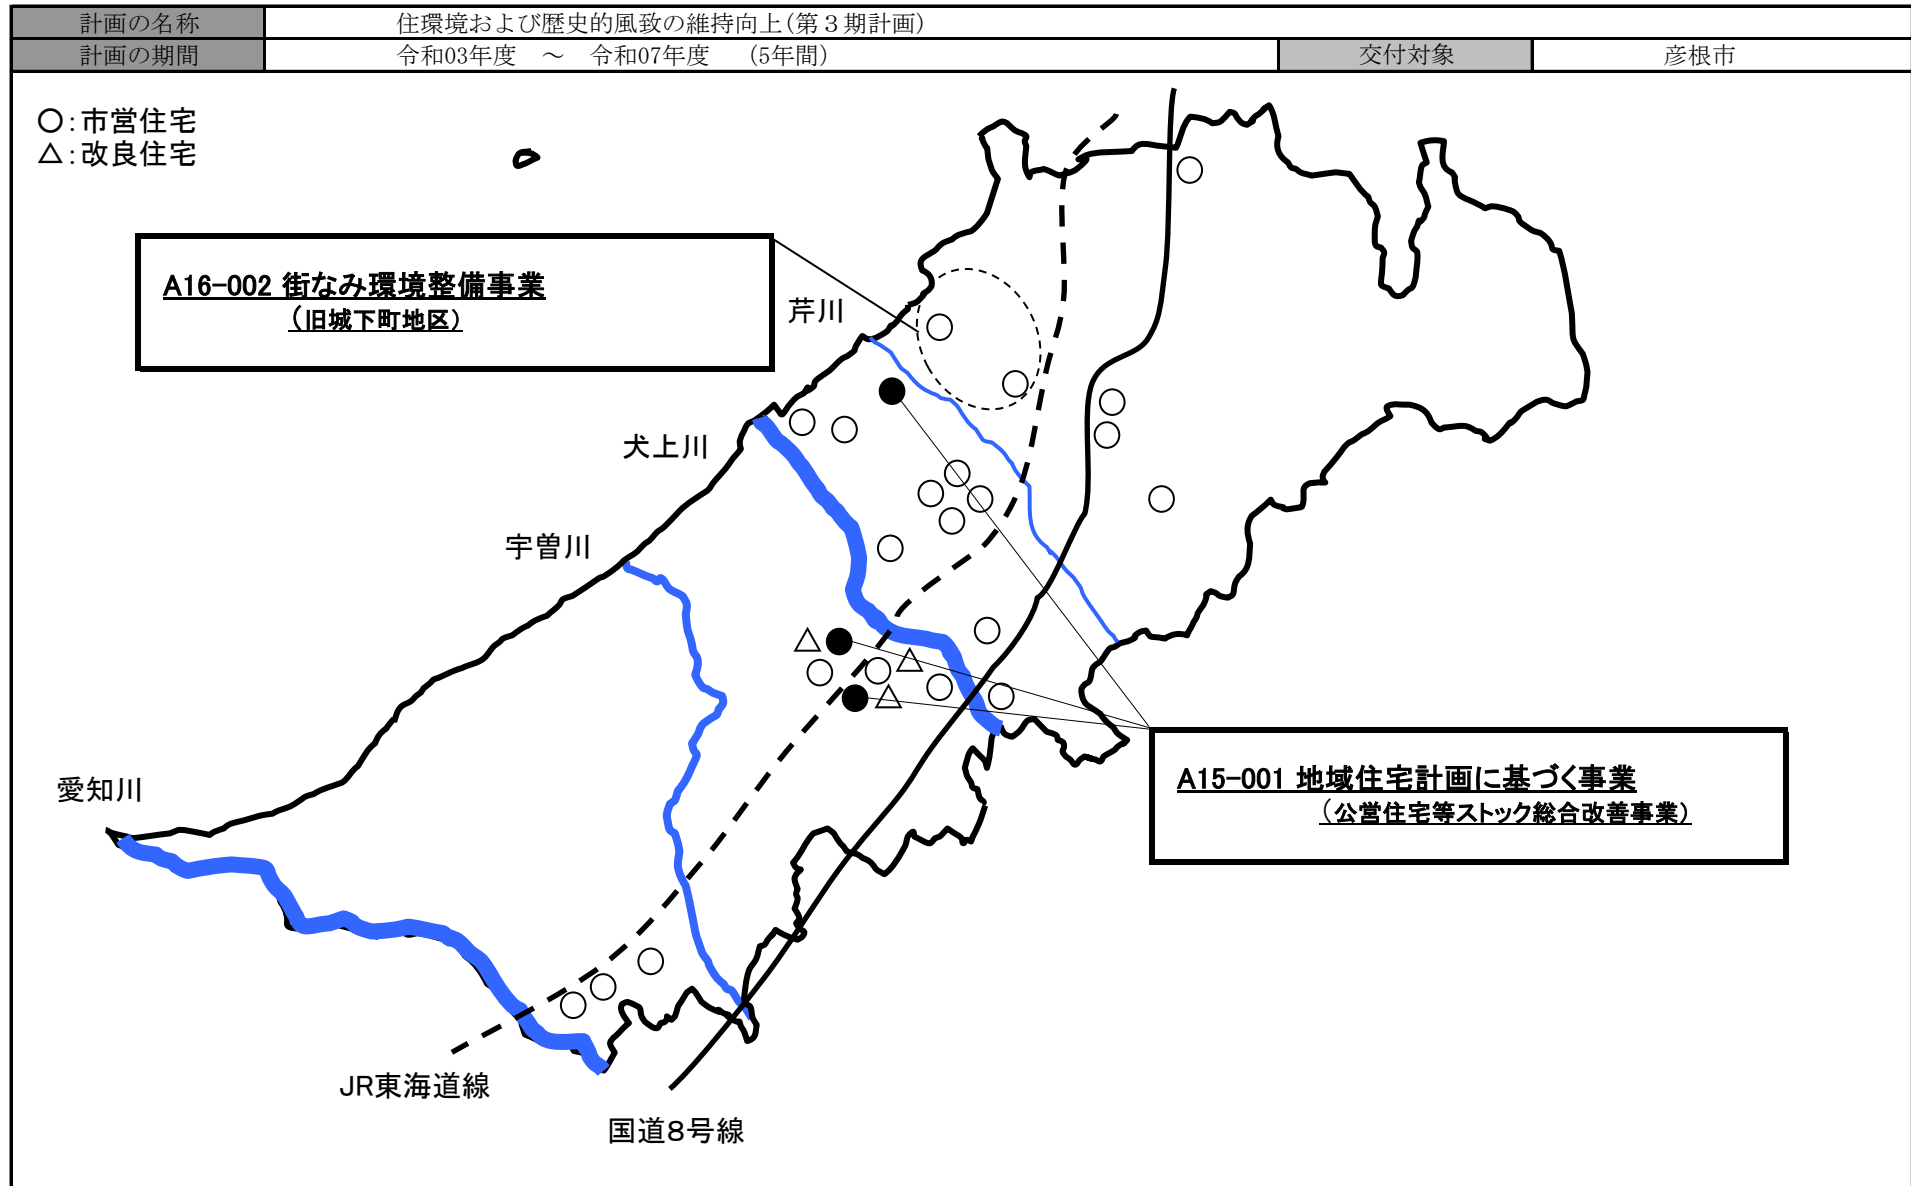 計画の名称 住環境および歴史的風致の維持向上(第３期計画)
計画の期間 令和03年度 ～ 令和07年度 (5年間) 交付対象 彦根市
○:市営住宅
△:改良住宅
A16-002 街なみ環境整備事業
(旧城下町地区)
芹川
犬上川
宇曽川
愛知川
A15-001 地域住宅計画に基づく事業
(公営住宅等ストック総合改善事業)
JR東海道線
国道8号線